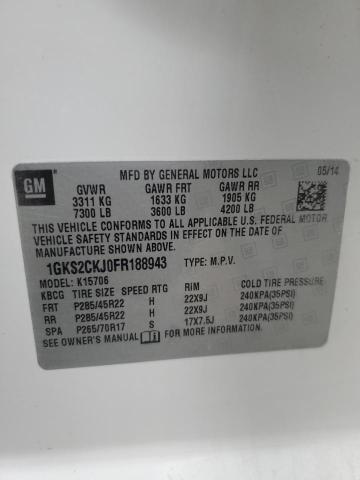 GM
MFD BY GENERAL MOTORS LLC 05/14
GVWR GAWR FRT GAWR RR
3311 KG 1633 KG 1905 KG
7300 LB 3600 LB 4200 LB
THIS VEHICLE CONFORMS TO ALL APPLICABLE U.S. FEDERAL MOTOR
VEHICLE SAFETY STANDARDS IN EFFECT ON THE DATE OF
MANUFACTURE SHOWN ABOVE.
1GKS2CKJ0FR188943 TYPE: M.P.V.
MODEL: K15706
KBCG TIRE SIZE SPEED RTG RIM COLD TIRE PRESSURE
FRT P285/45R22 H 22X9J 240KPA(35PSI)
RR P285/45R22 H 22X9J 240KPA(35PSI)
SPA P265/70R17 S 17X7.5J 240KPA(35PSI)
SEE OWNER'S MANUAL FOR MORE INFORMATION.